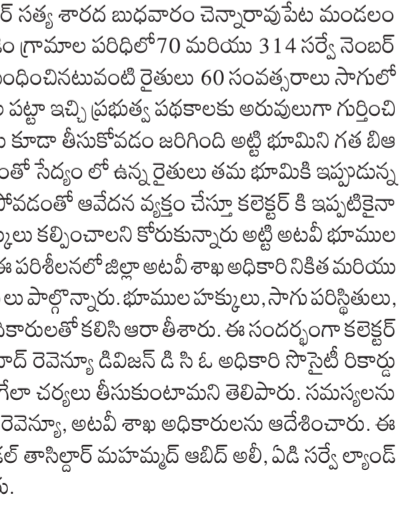 ర్ సత్య శారద బుధవారం చెన్నారావుపేట మండలం
గ్రామాల పరిధిలో70 మరియు 314 సర్వే నెంబర్
బంధించినటువంటి రైతులు 60 సంవత్సరాలు సాగులో
పట్టా ఇచ్చి ప్రభుత్వ పథకాలకు అరువులుగా గుర్తించి
కూడా తీసుకోవడం జరిగింది అట్టి భూమిని గత బిఆ
తో సేద్యం లో ఉన్న రైతులు తమ భూమికి ఇప్పుడున్న
పోవడంతో ఆవేదన వ్యక్తం చేస్తూ కలెక్టర్ కి ఇప్పటికైనా
్కులు కల్పించాలని కోరుకున్నారు అట్టి అటవీ భూముల
ఈ పరిశీలనలో జిల్లా అటవీ శాఖ అధికారి నికిత మరియు
లు పాల్గొన్నారు. భూముల హక్కులు, సాగు పరిస్థితులు,
ధికారులతో కలిసి ఆరా తీశారు. ఈ సందర్భంగా కలెక్టర్
బాద్ రెవెన్యూ డివిజన్ డి సి ఓ అధికారి సొసైటీ రికార్డు
గేలా చర్యలు తీసుకుంటామని తెలిపారు. సమస్యలను
రెవెన్యూ, అటవీ శాఖ అధికారులను ఆదేశించారు. ఈ
డల్ తాసిల్దార్ మహమ్మద్ ఆబిద్ అలీ, ఏడి సర్వే ల్యాండ్
రు.